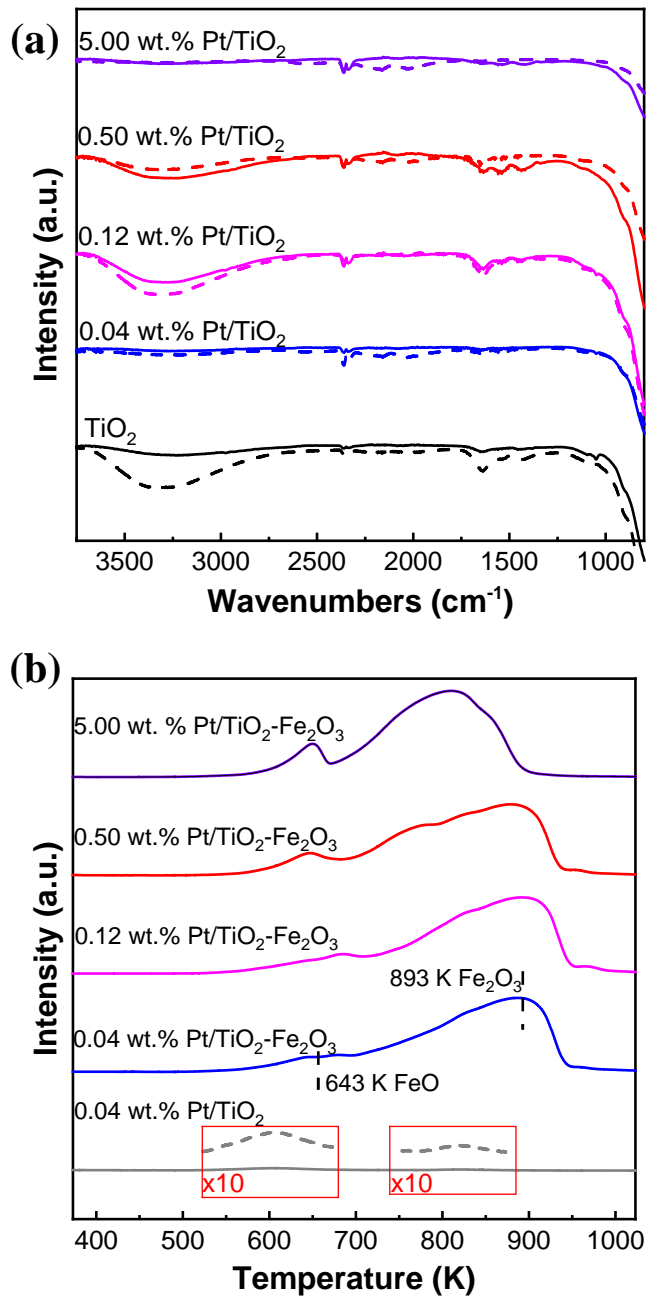 (a)
5.00 wt.% Pt/TiO₂
0.50 wt.% Pt/TiO₂
0.12 wt.% Pt/TiO₂
0.04 wt.% Pt/TiO₂
TiO₂
Intensity (a.u.)
3500 3000 2500 2000 1500 1000
Wavenumbers (cm⁻¹)
(b)
5.00 wt. % Pt/TiO₂-Fe₂O₃
0.50 wt.% Pt/TiO₂-Fe₂O₃
0.12 wt.% Pt/TiO₂-Fe₂O₃
893 K Fe₂O₃
0.04 wt.% Pt/TiO₂-Fe₂O₃
643 K FeO
0.04 wt.% Pt/TiO₂
x10 x10
Intensity (a.u.)
400 500 600 700 800 900 1000
Temperature (K)